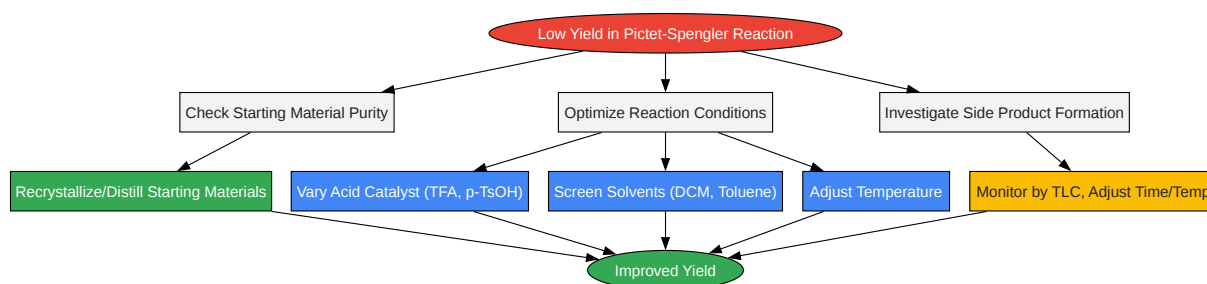 Low Yield in Pictet-Spengler Reaction
Check Starting Material Purity
Optimize Reaction Conditions
Investigate Side Product Formation
Recrystallize/Distill Starting Materials
Vary Acid Catalyst (TFA, p-TsOH)
Screen Solvents (DCM, Toluene)
Adjust Temperature
Monitor by TLC, Adjust Time/Temp
Improved Yield